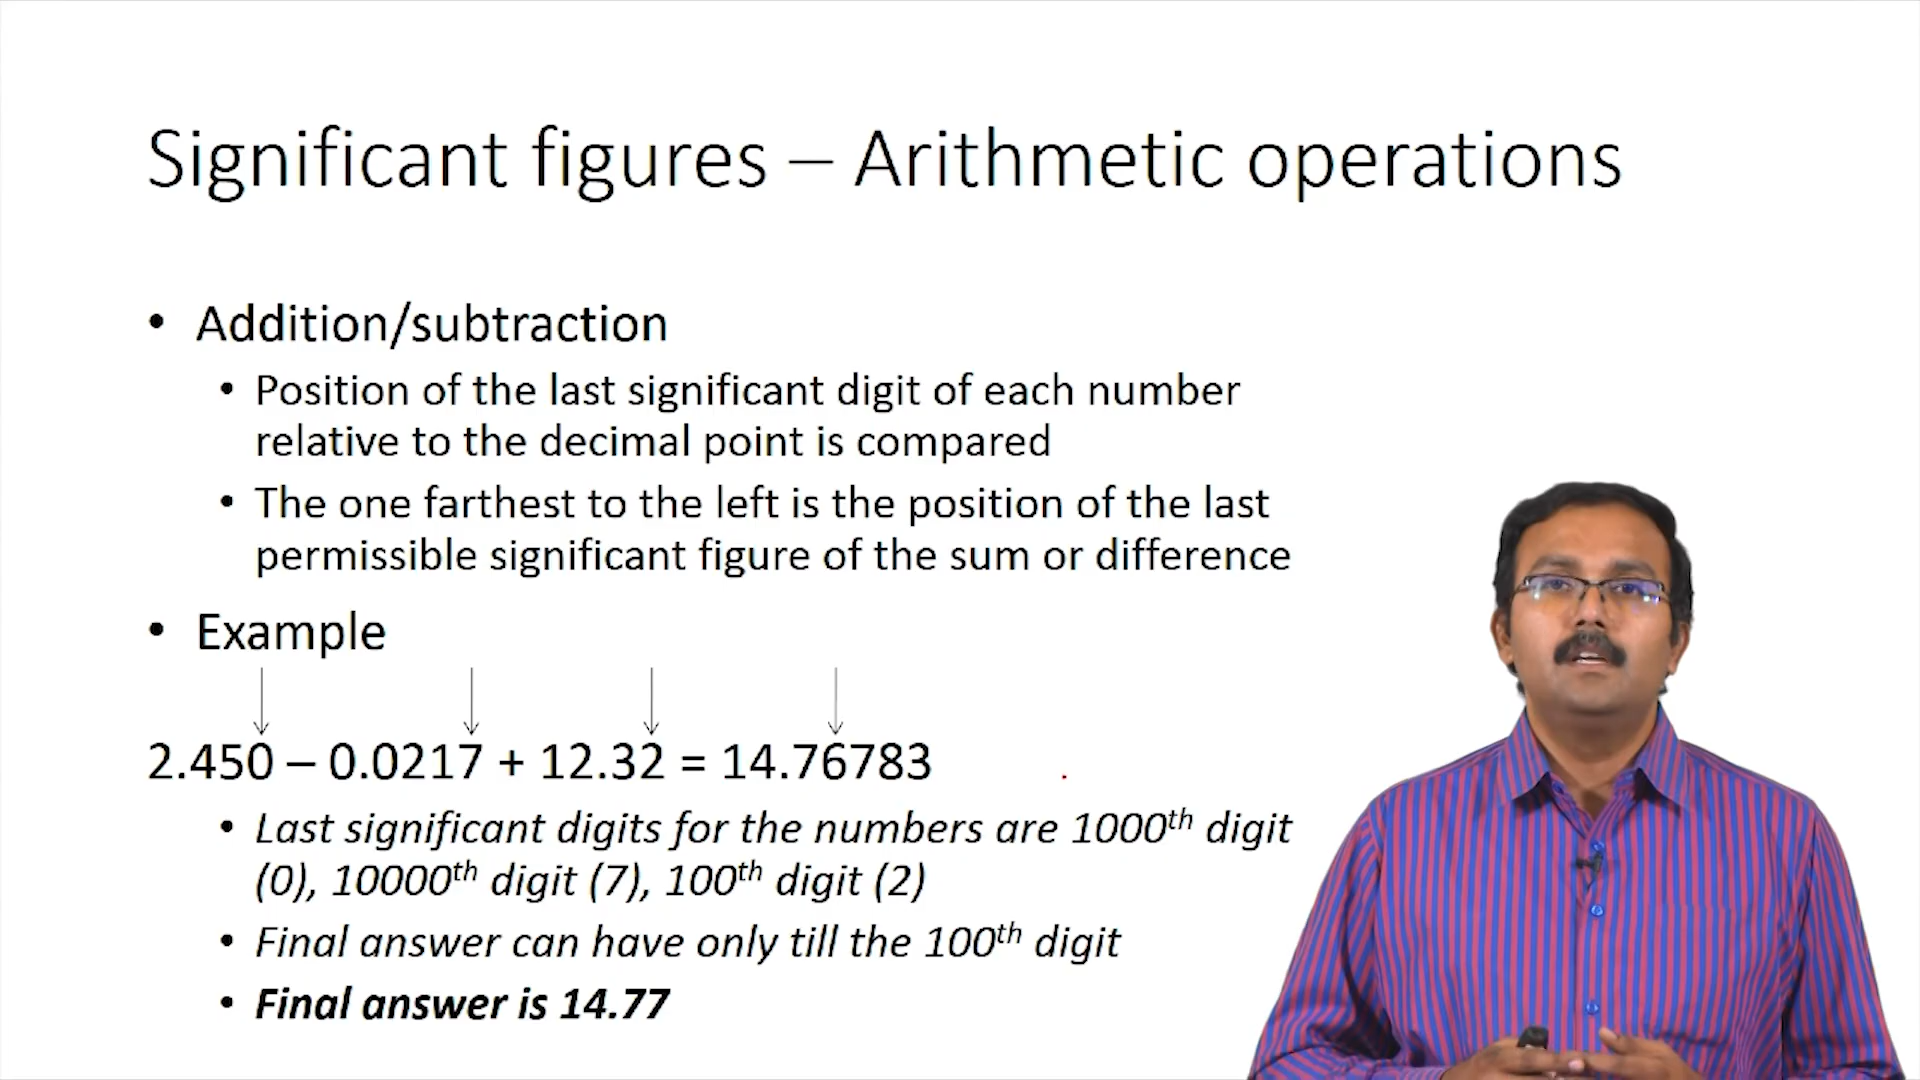 Significant figures – Arithmetic operations
• Addition/subtraction
• Position of the last significant digit of each number
relative to the decimal point is compared
• The one farthest to the left is the position of the last
permissible significant figure of the sum or difference
• Example
2.450 – 0.0217 + 12.32 = 14.76783
• Last significant digits for the numbers are 1000th digit
(0), 10000th digit (7), 100th digit (2)
• Final answer can have only till the 100th digit
• Final answer is 14.77